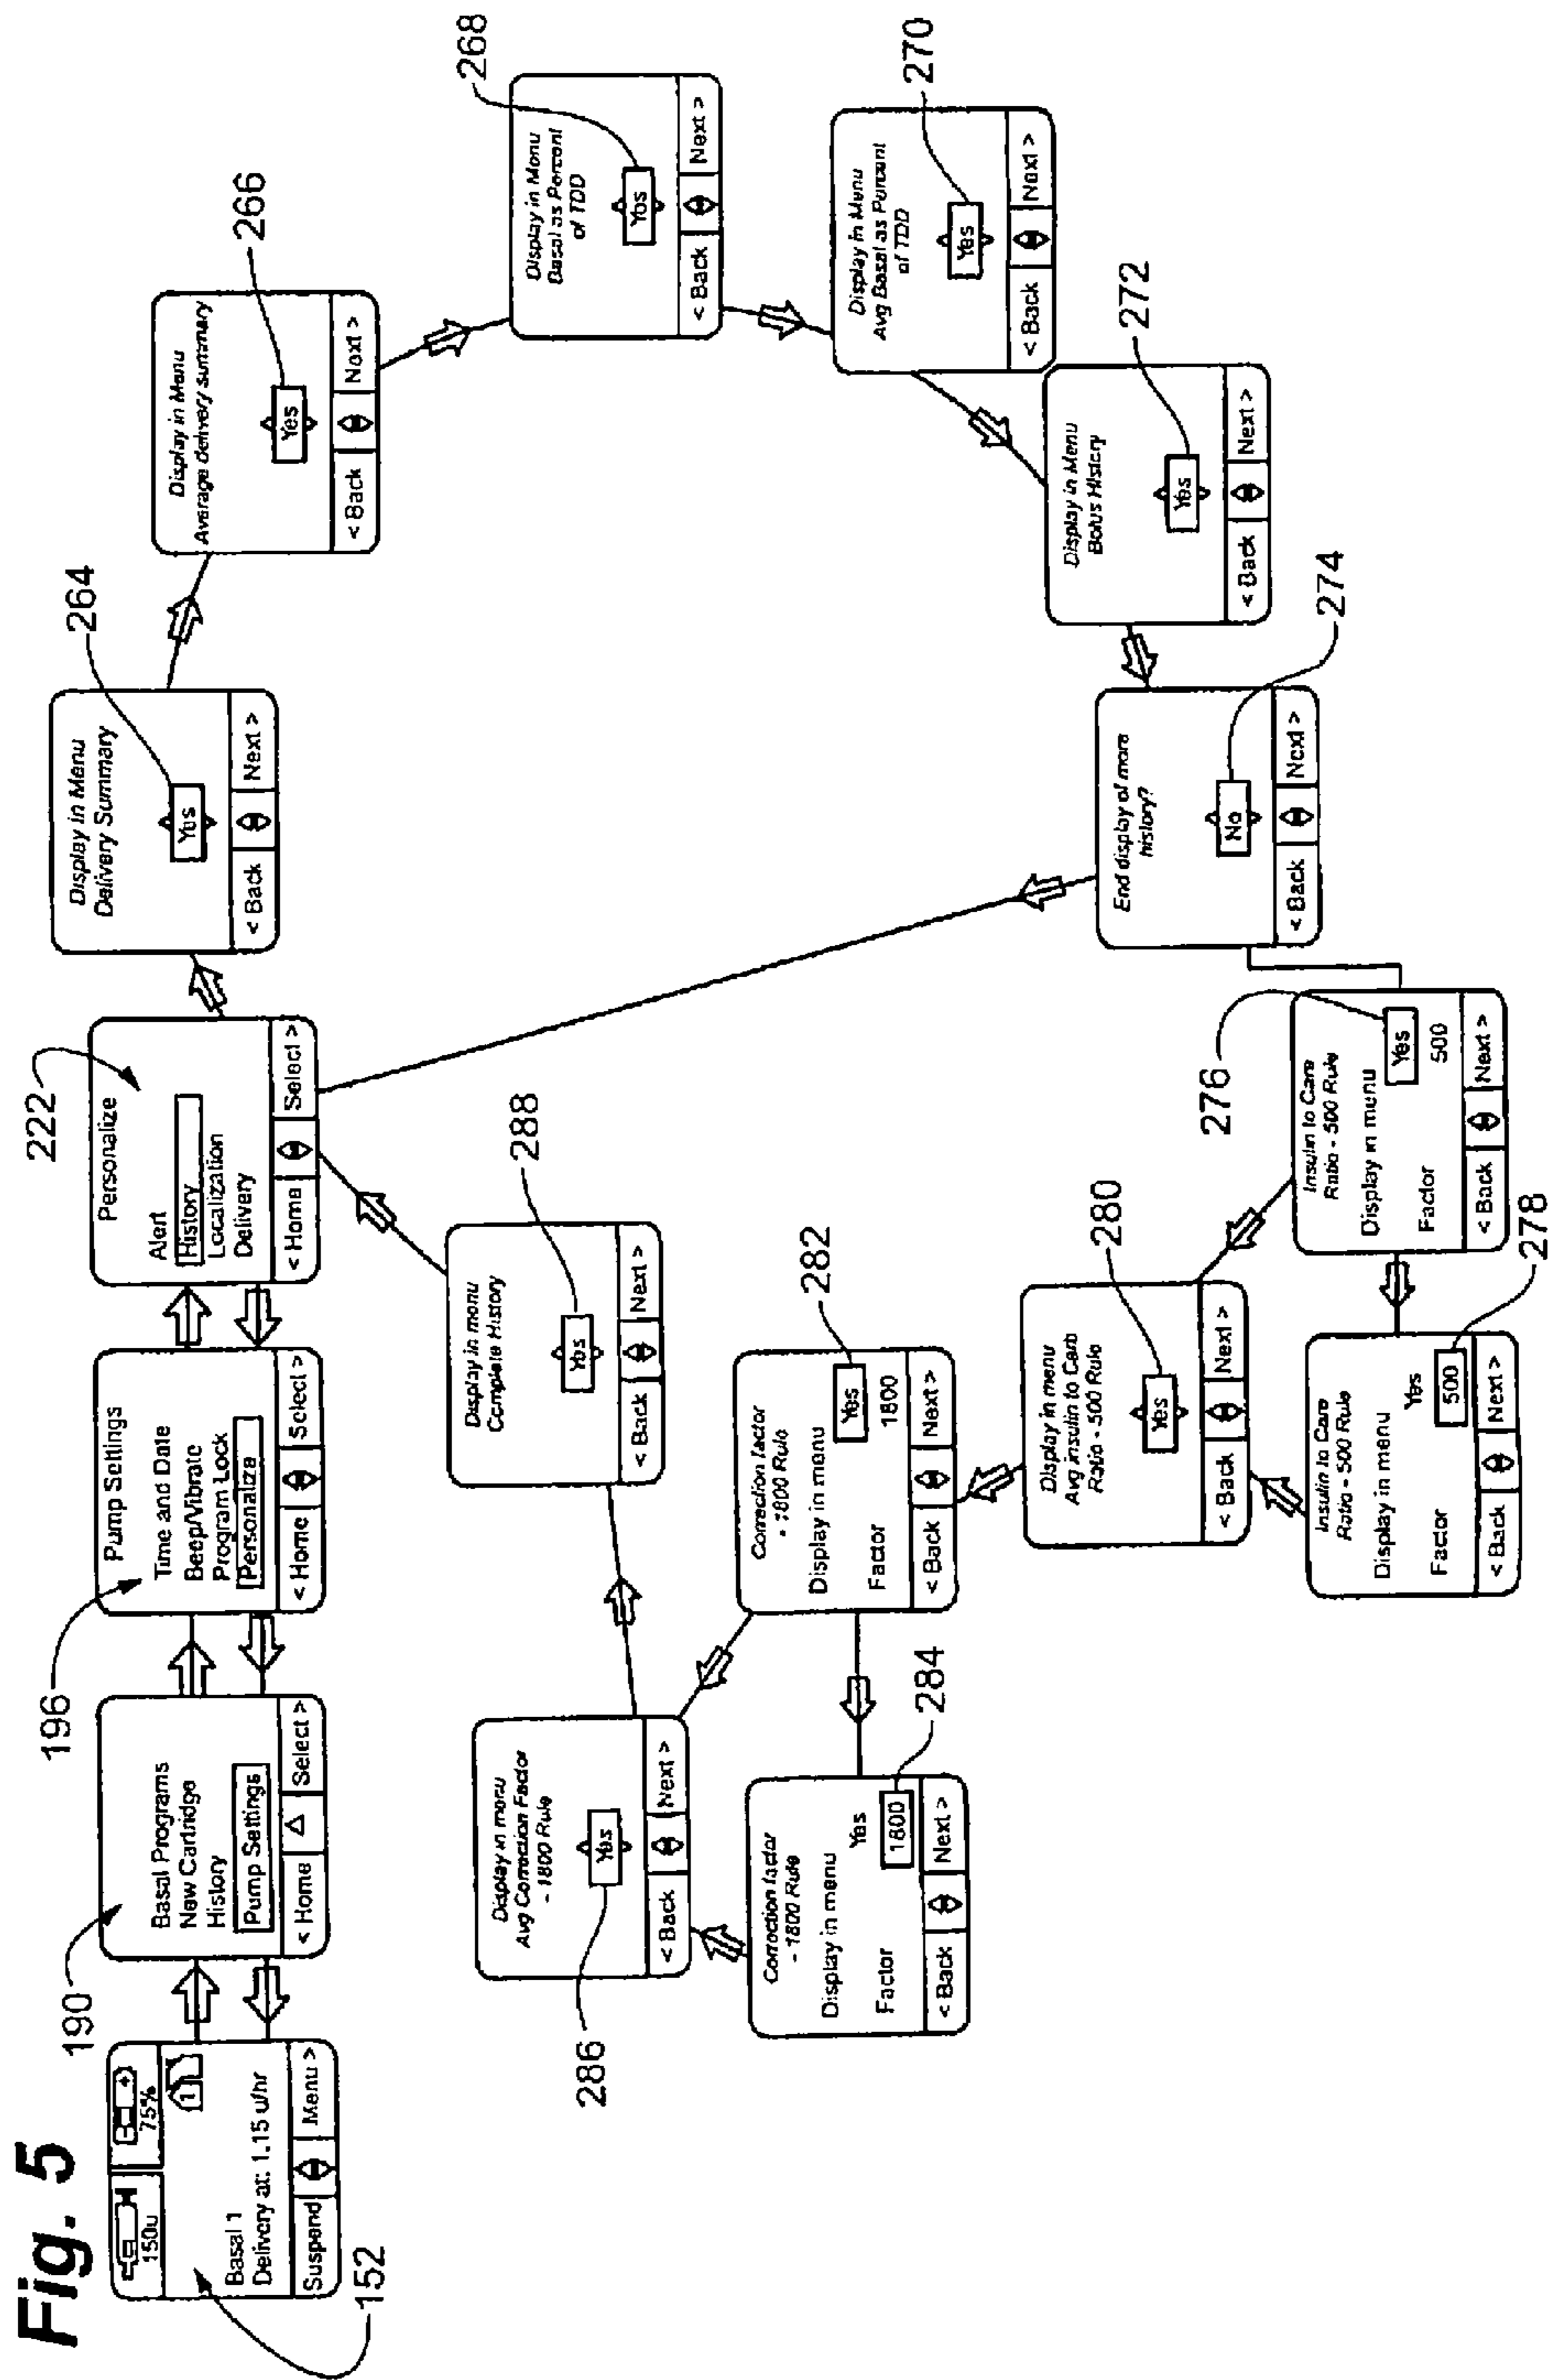 Fig. 5
150u
75%
1
Basal 1
Delivery at: 1.15 u/hr
Suspend
Menu >
152
190
Basal Programs
New Cartridge
History
Pump Settings
< Home
Select >
196
Pump Settings
Time and Date
Beep/Vibrate
Program Lock
Personalize
< Home
Select >
222
Personalize
Alert
History
Localization
Delivery
< Home
Select >
264
Display in Menu
Delivery Summary
Yes
< Back
Next >
266
Display in Menu
Average delivery summary
Yes
< Back
Next >
268
Display in Menu
Basal as Percent
of TDD
Yes
< Back
Next >
270
Display in Menu
Avg Basal as Percent
of TDD
Yes
< Back
Next >
272
Display in Menu
Bolus History
Yes
< Back
Next >
274
End display of more
history?
No
< Back
Next >
276
Insulin to Care
Ratio - 500 Rule
Display in menu
Yes
Factor
500
< Back
Next >
278
Insulin to Care
Ratio - 500 Rule
Display in menu
Yes
Factor
500
< Back
Next >
280
Display in menu
Avg insulin to Carb
Ratio - 500 Rule
Yes
< Back
Next >
282
Correction factor
- 1800 Rule
Display in menu
Yes
Factor
1800
< Back
Next >
284
Correction factor
- 1800 Rule
Display in menu
Yes
Factor
1800
< Back
Next >
286
Display in menu
Avg Correction Factor
- 1800 Rule
Yes
< Back
Next >
288
Display in menu
Complete History
Yes
< Back
Next >